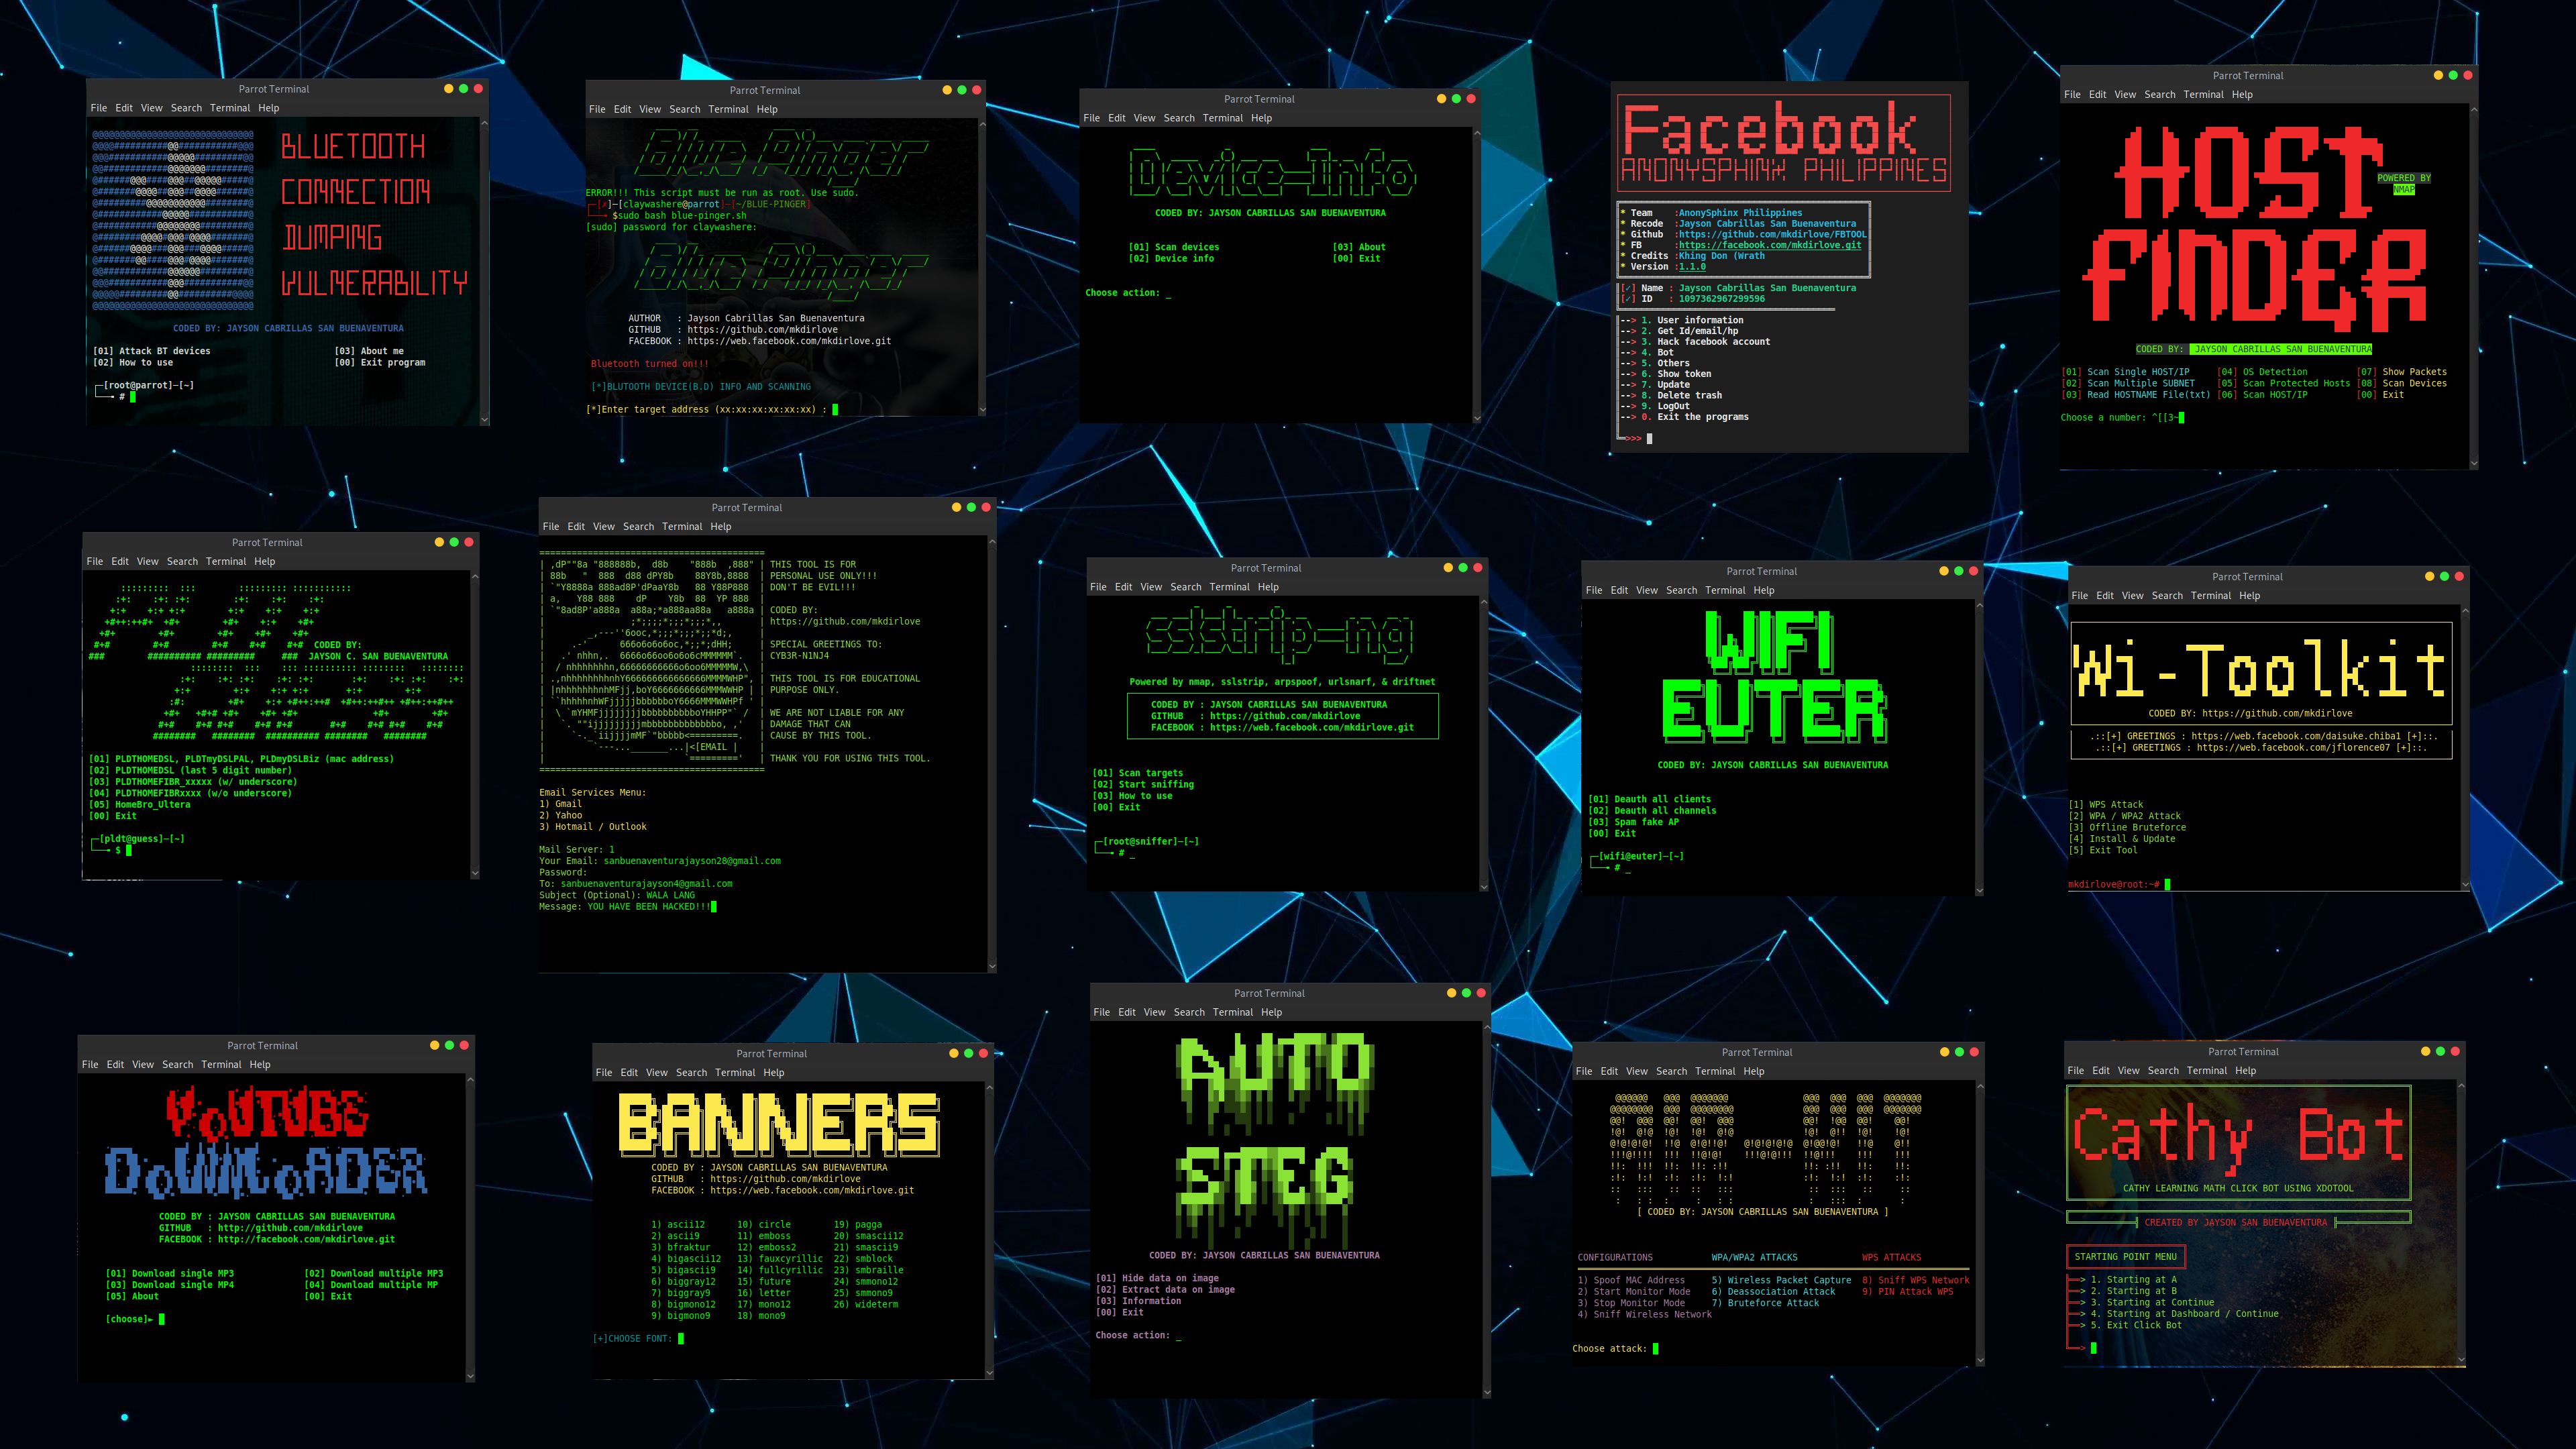 Parrot Terminal
File Edit View Search Terminal Help
BLUETOOTH
CONNECTION
DUMPING
VULNERABILITY
CODED BY: JAYSON CABRILLAS SAN BUENAVENTURA
[01] Attack BT devices [03] About me
[02] How to use [00] Exit program
[root@parrot]-[~]
#
Parrot Terminal
File Edit View Search Terminal Help
ERROR!!! This script must be run as root. Use sudo.
[x]-[claywashere@parrot]-[~/BLUE-PINGER]
$sudo bash blue-pinger.sh
[sudo] password for claywashere:
AUTHOR : Jayson Cabrillas San Buenaventura
GITHUB : https://github.com/mkdirlove
FACEBOOK : https://web.facebook.com/mkdirlove.git
Bluetooth turned on!!!
[*]BLUTOOTH DEVICE(B.D) INFO AND SCANNING
[*]Enter target address (xx:xx:xx:xx:xx:xx) :
Parrot Terminal
File Edit View Search Terminal Help
Device-Info
CODED BY: JAYSON CABRILLAS SAN BUENAVENTURA
[01] Scan devices [03] About
[02] Device info [00] Exit
Choose action: _
Facebook
* Team :AnonySphinx Philippines
* Recode :Jayson Cabrillas San Buenaventura
* Github :https://github.com/mkdirlove/FBTOOL
* FB :https://facebook.com/mkdirlove.git
* Credits :Khing Don (Wrath
* Version :1.1.0
[✓] Name : Jayson Cabrillas San Buenaventura
[✓] ID : 1097362967299596
--> 1. User information
--> 2. Get Id/email/hp
--> 3. Hack facebook account
--> 4. Bot
--> 5. Others
--> 6. Show token
--> 7. Update
--> 8. Delete trash
--> 9. LogOut
--> 0. Exit the programs
>>>
Parrot Terminal
File Edit View Search Terminal Help
HOST
POWERED BY
NMAP
FINDER
CODED BY: JAYSON CABRILLAS SAN BUENAVENTURA
[01] Scan Single HOST/IP [04] OS Detection [07] Show Packets
[02] Scan Multiple SUBNET [05] Scan Protected Hosts [08] Scan Devices
[03] Read HOSTNAME File(txt) [06] Scan HOST/IP [00] Exit
Choose a number: ^[[3~
Parrot Terminal
File Edit View Search Terminal Help
PLDT
CODED BY:
JAYSON C. SAN BUENAVENTURA
GUESS
[01] PLDTHOMEDSL, PLDTmyDSLPAL, PLDmyDSLBiz (mac address)
[02] PLDTHOMEDSL (last 5 digit number)
[03] PLDTHOMEFIBR_xxxxx (w/ underscore)
[04] PLDTHOMEFIBRxxxxx (w/o underscore)
[05] HomeBro_Ultera
[00] Exit
[pldt@guess]-[~]
$
Parrot Terminal
File Edit View Search Terminal Help
THIS TOOL IS FOR
PERSONAL USE ONLY!!!
DON'T BE EVIL!!!
CODED BY:
https://github.com/mkdirlove
SPECIAL GREETINGS TO:
CYB3R-N1NJ4
THIS TOOL IS FOR EDUCATIONAL
PURPOSE ONLY.
WE ARE NOT LIABLE FOR ANY
DAMAGE THAT CAN
CAUSE BY THIS TOOL.
[EMAIL
THANK YOU FOR USING THIS TOOL.
Email Services Menu:
1) Gmail
2) Yahoo
3) Hotmail / Outlook
Mail Server: 1
Your Email: sanbuenaventurajayson28@gmail.com
Password:
To: sanbuenaventurajayson4@gmail.com
Subject (Optional): WALA LANG
Message: YOU HAVE BEEN HACKED!!!
Parrot Terminal
File Edit View Search Terminal Help
Powered by nmap, sslstrip, arpspoof, urlsnarf, & driftnet
CODED BY : JAYSON CABRILLAS SAN BUENAVENTURA
GITHUB : https://github.com/mkdirlove
FACEBOOK : https://web.facebook.com/mkdirlove.git
[01] Scan targets
[02] Start sniffing
[03] How to use
[00] Exit
[root@sniffer]-[~]
# _
Parrot Terminal
File Edit View Search Terminal Help
WIFI
EUTER
CODED BY: JAYSON CABRILLAS SAN BUENAVENTURA
[01] Deauth all clients
[02] Deauth all channels
[03] Spam fake AP
[00] Exit
[wifi@euter]-[~]
# _
Parrot Terminal
File Edit View Search Terminal Help
Wi-Toolkit
CODED BY: https://github.com/mkdirlove
.::[+] GREETINGS : https://web.facebook.com/daisuke.chiba1 [+]::.
.::[+] GREETINGS : https://web.facebook.com/jflorence07 [+]::.
[1] WPS Attack
[2] WPA / WPA2 Attack
[3] Offline Bruteforce
[4] Install & Update
[5] Exit Tool
mkdirlove@root:~#
Parrot Terminal
File Edit View Search Terminal Help
YouTube
Downloader
CODED BY : JAYSON CABRILLAS SAN BUENAVENTURA
GITHUB : http://github.com/mkdirlove
FACEBOOK : http://facebook.com/mkdirlove.git
[01] Download single MP3 [02] Download multiple MP3
[03] Download single MP4 [04] Download multiple MP
[05] About [00] Exit
[choose]►
Parrot Terminal
File Edit View Search Terminal Help
BANNERS
CODED BY : JAYSON CABRILLAS SAN BUENAVENTURA
GITHUB : https://github.com/mkdirlove
FACEBOOK : https://web.facebook.com/mkdirlove.git
1) ascii12 10) circle 19) pagga
2) ascii9 11) emboss 20) smascii12
3) bfraktur 12) emboss2 21) smascii9
4) bigascii12 13) fauxcyrillic 22) smblock
5) bigascii9 14) fullcyrillic 23) smbraille
6) biggray12 15) future 24) smmono12
7) biggray9 16) letter 25) smmono9
8) bigmono12 17) mono12 26) wideterm
9) bigmono9 18) mono9
[+]CHOOSE FONT:
Parrot Terminal
File Edit View Search Terminal Help
AUTO
STEG
CODED BY: JAYSON CABRILLAS SAN BUENAVENTURA
[01] Hide data on image
[02] Extract data on image
[03] Information
[00] Exit
Choose action: _
Parrot Terminal
File Edit View Search Terminal Help
AIR-KIT
[ CODED BY: JAYSON CABRILLAS SAN BUENAVENTURA ]
CONFIGURATIONS WPA/WPA2 ATTACKS WPS ATTACKS
1) Spoof MAC Address 5) Wireless Packet Capture 8) Sniff WPS Network
2) Start Monitor Mode 6) Deassociation Attack 9) PIN Attack WPS
3) Stop Monitor Mode 7) Bruteforce Attack
4) Sniff Wireless Network
Choose attack:
Parrot Terminal
File Edit View Search Terminal Help
Cathy Bot
CATHY LEARNING MATH CLICK BOT USING XDOTOOL
CREATED BY JAYSON SAN BUENAVENTURA
STARTING POINT MENU
> 1. Starting at A
> 2. Starting at B
> 3. Starting at Continue
> 4. Starting at Dashboard / Continue
> 5. Exit Click Bot
>